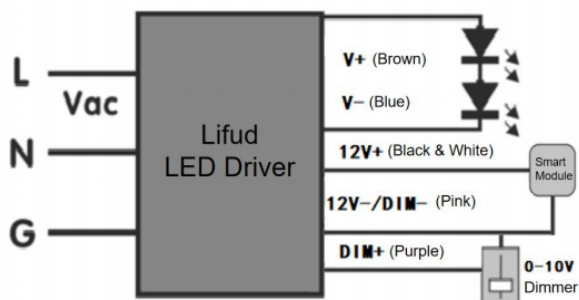 L
Vac
N
G
Lifud
LED Driver
V+ (Brown)
V- (Blue)
12V+ (Black & White)
12V-/DIM- (Pink)
DIM+ (Purple)
Smart
Module
0-10V
Dimmer